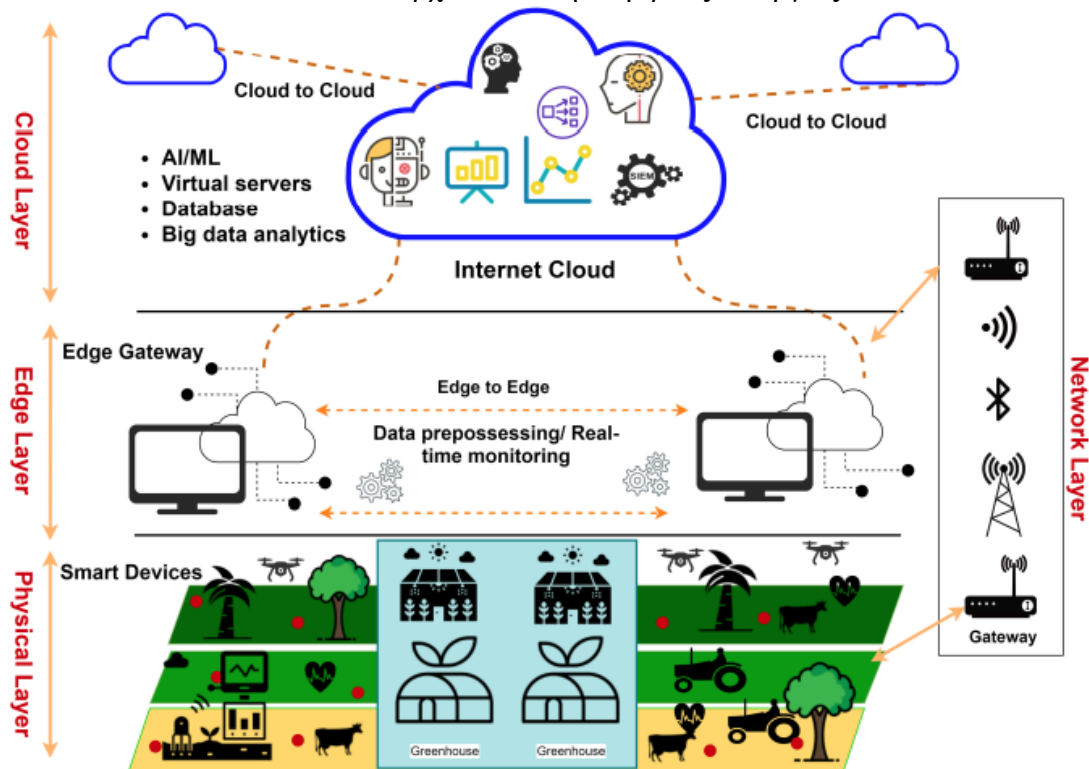 Cloud to Cloud
Cloud to Cloud
Cloud Layer
• AI/ML
• Virtual servers
• Database
• Big data analytics
SIEM
Internet Cloud
Edge Layer
Edge Gateway
Edge to Edge
Data prepossessing/ Real-
time monitoring
Network Layer
Gateway
Physical Layer
Smart Devices
Greenhouse
Greenhouse